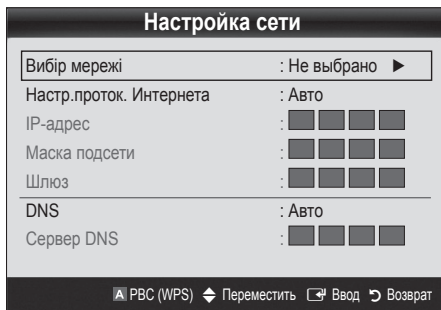 Настройка сети
Вибір мережі : Не выбрано ►
Настр.проток. Интернета : Авто
IP-адрес :
Маска подсети :
Шлюз :
DNS : Авто
Сервер DNS :
A PBC (WPS) Переместить Ввод Возврат